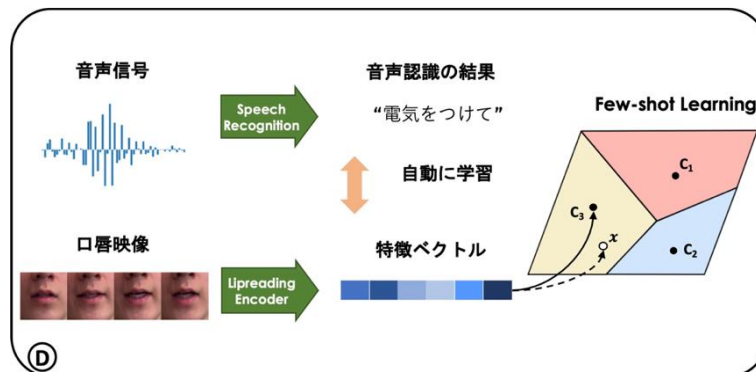 音声信号
Speech
Recognition
音声認識の結果
“電気をつけて”
自動に学習
口唇映像
Lipreading
Encoder
特徴ベクトル
Few-shot Learning
C1
C3
x
C2
D